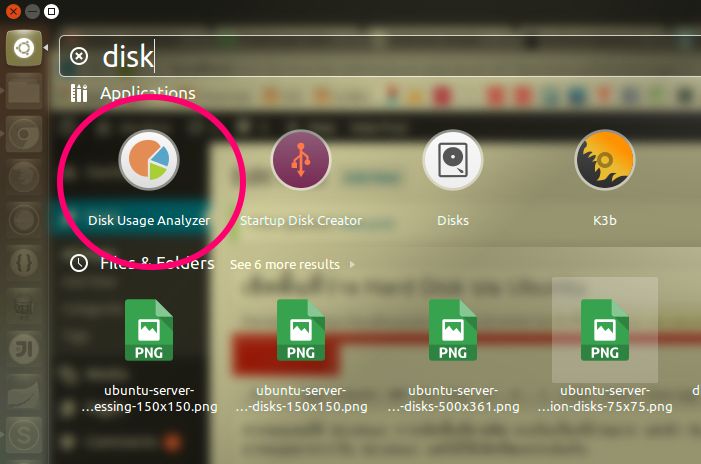 disk
Applications
Disk Usage Analyzer
Startup Disk Creator
Disks
K3b
Files & Folders
See 6 more results
PNG
PNG
PNG
PNG
ubuntu-server-
…essing-150x150.png
ubuntu-server-
…-disks-150x150.png
ubuntu-server-
…-disks-500x361.png
ubuntu-server-
…ion-disks-75x75.png